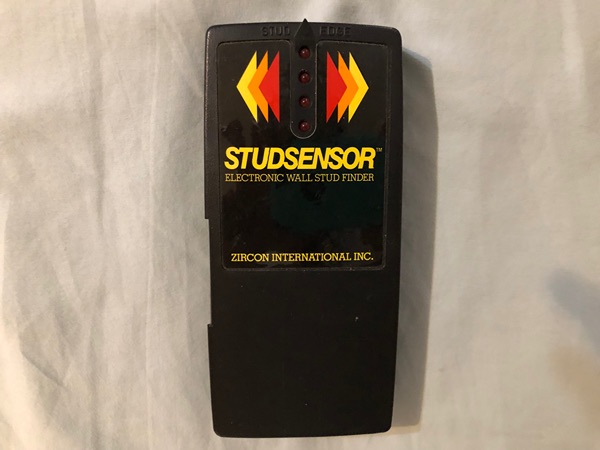 STUD EDGE
STUDSENSOR™
ELECTRONIC WALL STUD FINDER
ZIRCON INTERNATIONAL INC.